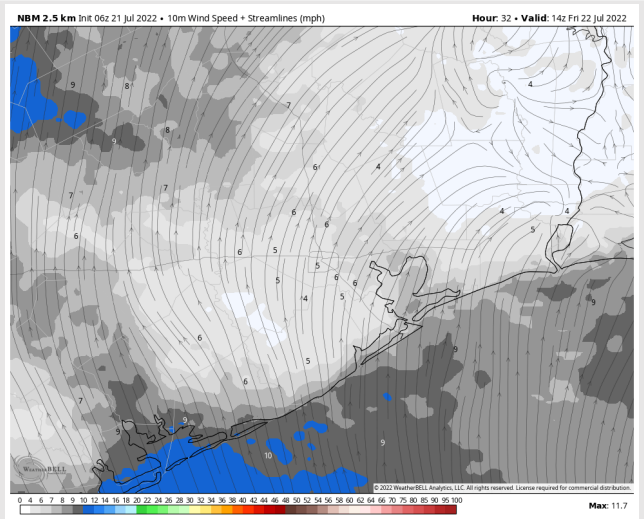 NBM 2.5 km Init 06z 21 Jul 2022 • 10m Wind Speed + Streamlines (mph) Hour: 32 • Valid: 14z Fri 22 Jul 2022
9 8 4
7
8
9
6 4
7 7
6 4 4
6 5
6 6 5
5
5 6 6
4 5
9
6
9
5
6
7
9 9
9
10
WEATHERBELL
© 2022 WeatherBELL Analytics, LLC. All rights reserved. License required for commercial distribution.
0 4 6 7 8 9 10 12 14 16 18 20 22 24 26 28 30 32 34 36 38 40 42 44 46 48 50 52 54 56 58 60 62 64 66 70 75 80 85 90 95 100
Max: 11.7